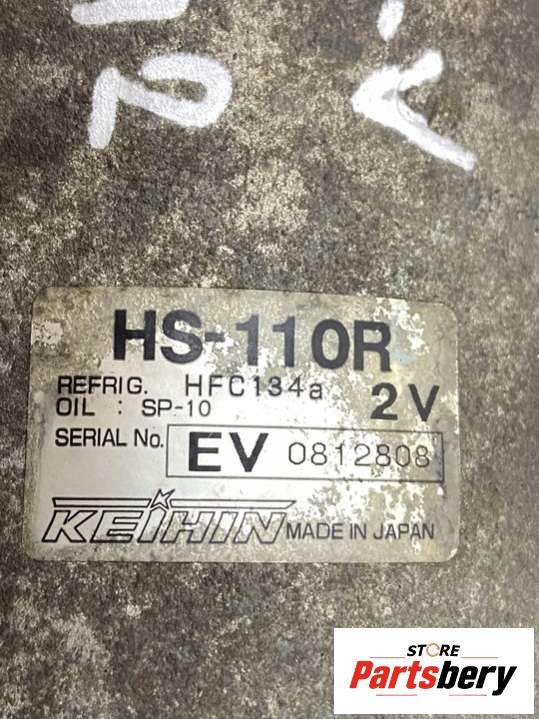 HS-110R
REFRIG. HFC134a 2V
OIL : SP-10
SERIAL No. EV 0812808
KEIHIN MADE IN JAPAN
STORE
Partsbery